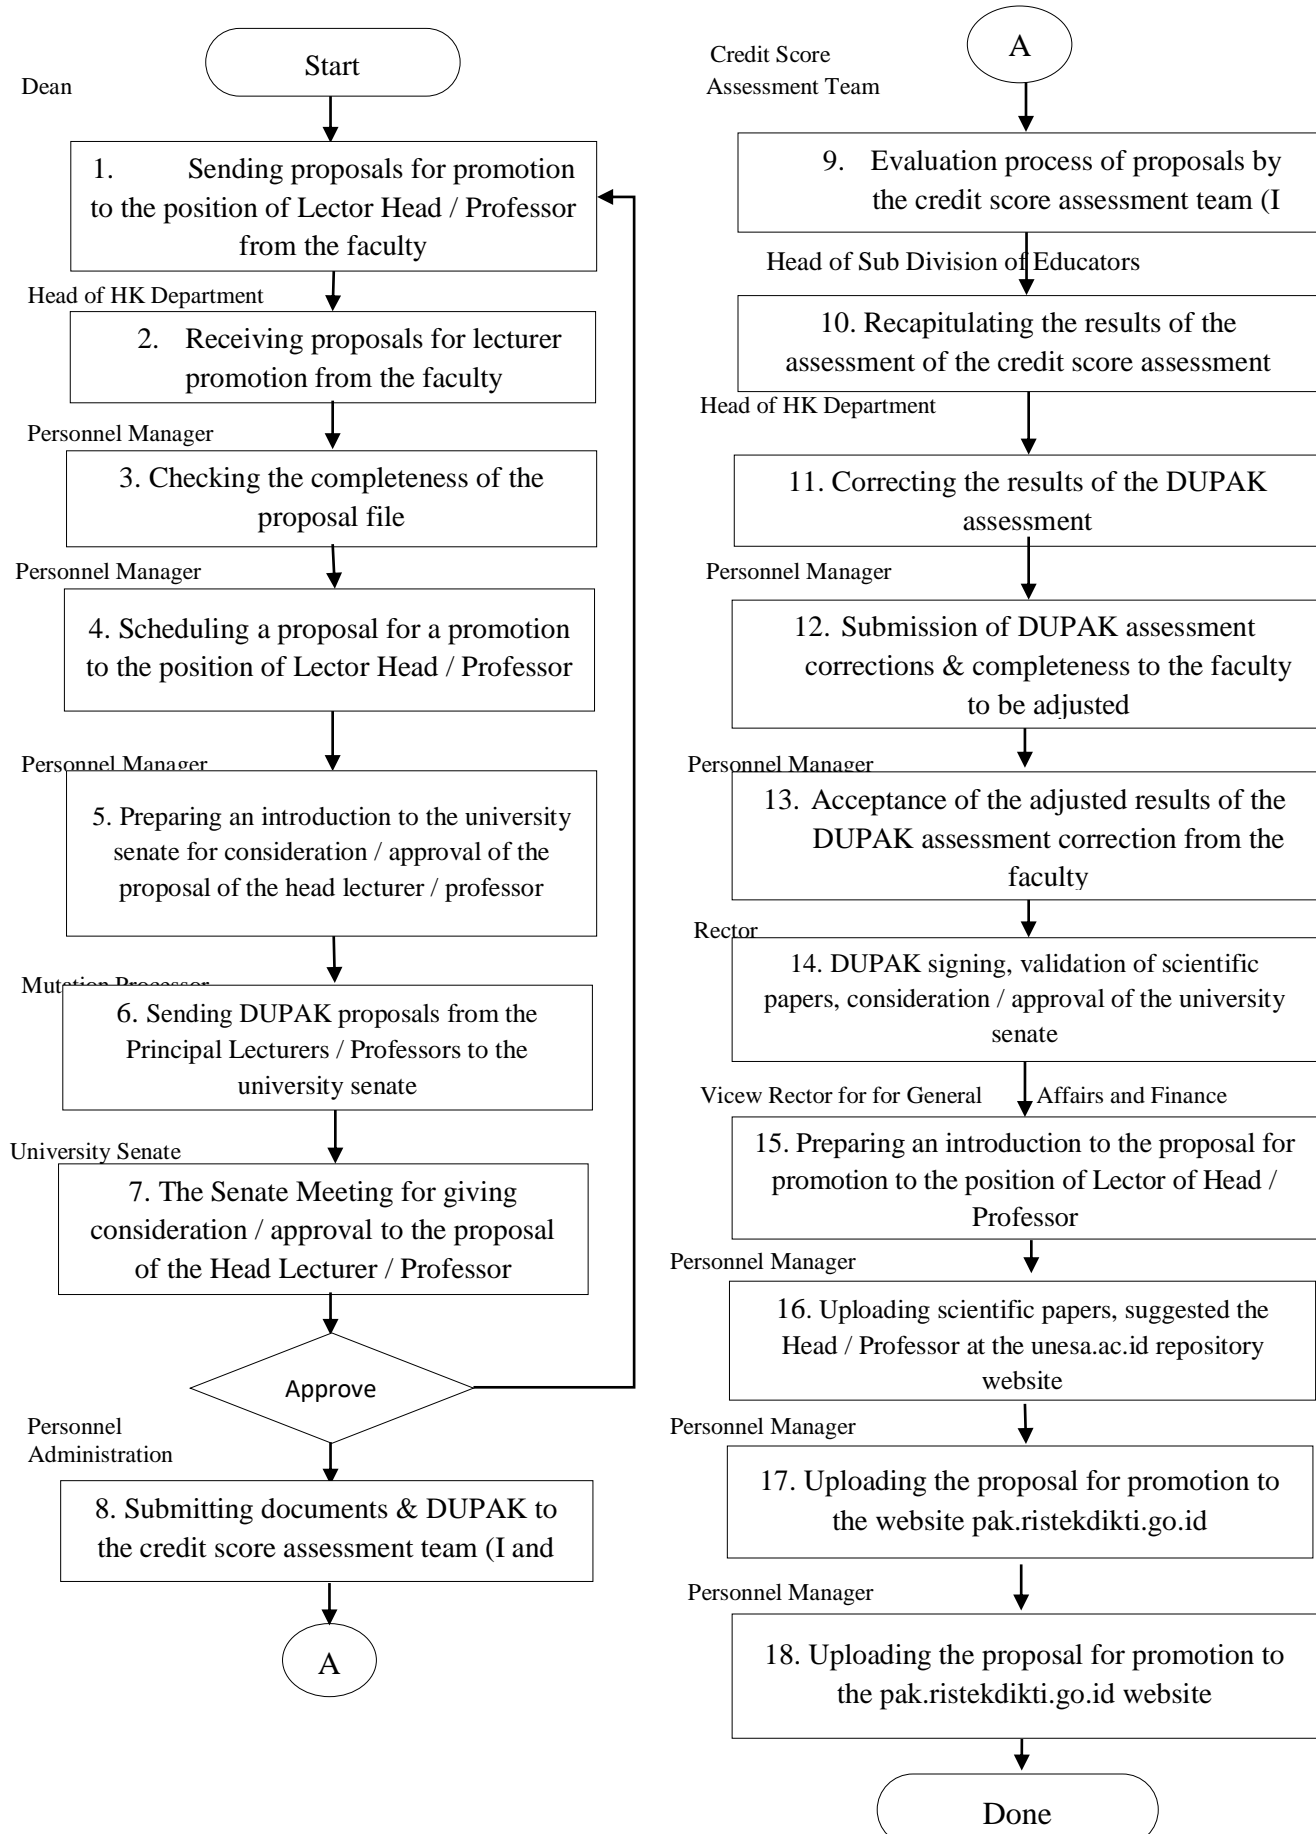 Start
Dean
1. Sending proposals for promotion
to the position of Lector Head / Professor
from the faculty
Head of HK Department
2. Receiving proposals for lecturer
promotion from the faculty
Personnel Manager
3. Checking the completeness of the
proposal file
Personnel Manager
4. Scheduling a proposal for a promotion
to the position of Lector Head / Professor
Personnel Manager
5. Preparing an introduction to the university
senate for consideration / approval of the
proposal of the head lecturer / professor
Mutation Processor
6. Sending DUPAK proposals from the
Principal Lecturers / Professors to the
university senate
University Senate
7. The Senate Meeting for giving
consideration / approval to the proposal
of the Head Lecturer / Professor
Approve
Personnel
Administration
8. Submitting documents & DUPAK to
the credit score assessment team (I and
A
A
Credit Score
Assessment Team
9. Evaluation process of proposals by
the credit score assessment team (I
Head of Sub Division of Educators
10. Recapitulating the results of the
assessment of the credit score assessment
Head of HK Department
11. Correcting the results of the DUPAK
assessment
Personnel Manager
12. Submission of DUPAK assessment
corrections & completeness to the faculty
to be adjusted
Personnel Manager
13. Acceptance of the adjusted results of the
DUPAK assessment correction from the
faculty
Rector
14. DUPAK signing, validation of scientific
papers, consideration / approval of the university
senate
Vicew Rector for for General Affairs and Finance
15. Preparing an introduction to the proposal for
promotion to the position of Lector of Head /
Professor
Personnel Manager
16. Uploading scientific papers, suggested the
Head / Professor at the unesa.ac.id repository
website
Personnel Manager
17. Uploading the proposal for promotion to
the website pak.ristekdikti.go.id
Personnel Manager
18. Uploading the proposal for promotion to
the pak.ristekdikti.go.id website
Done